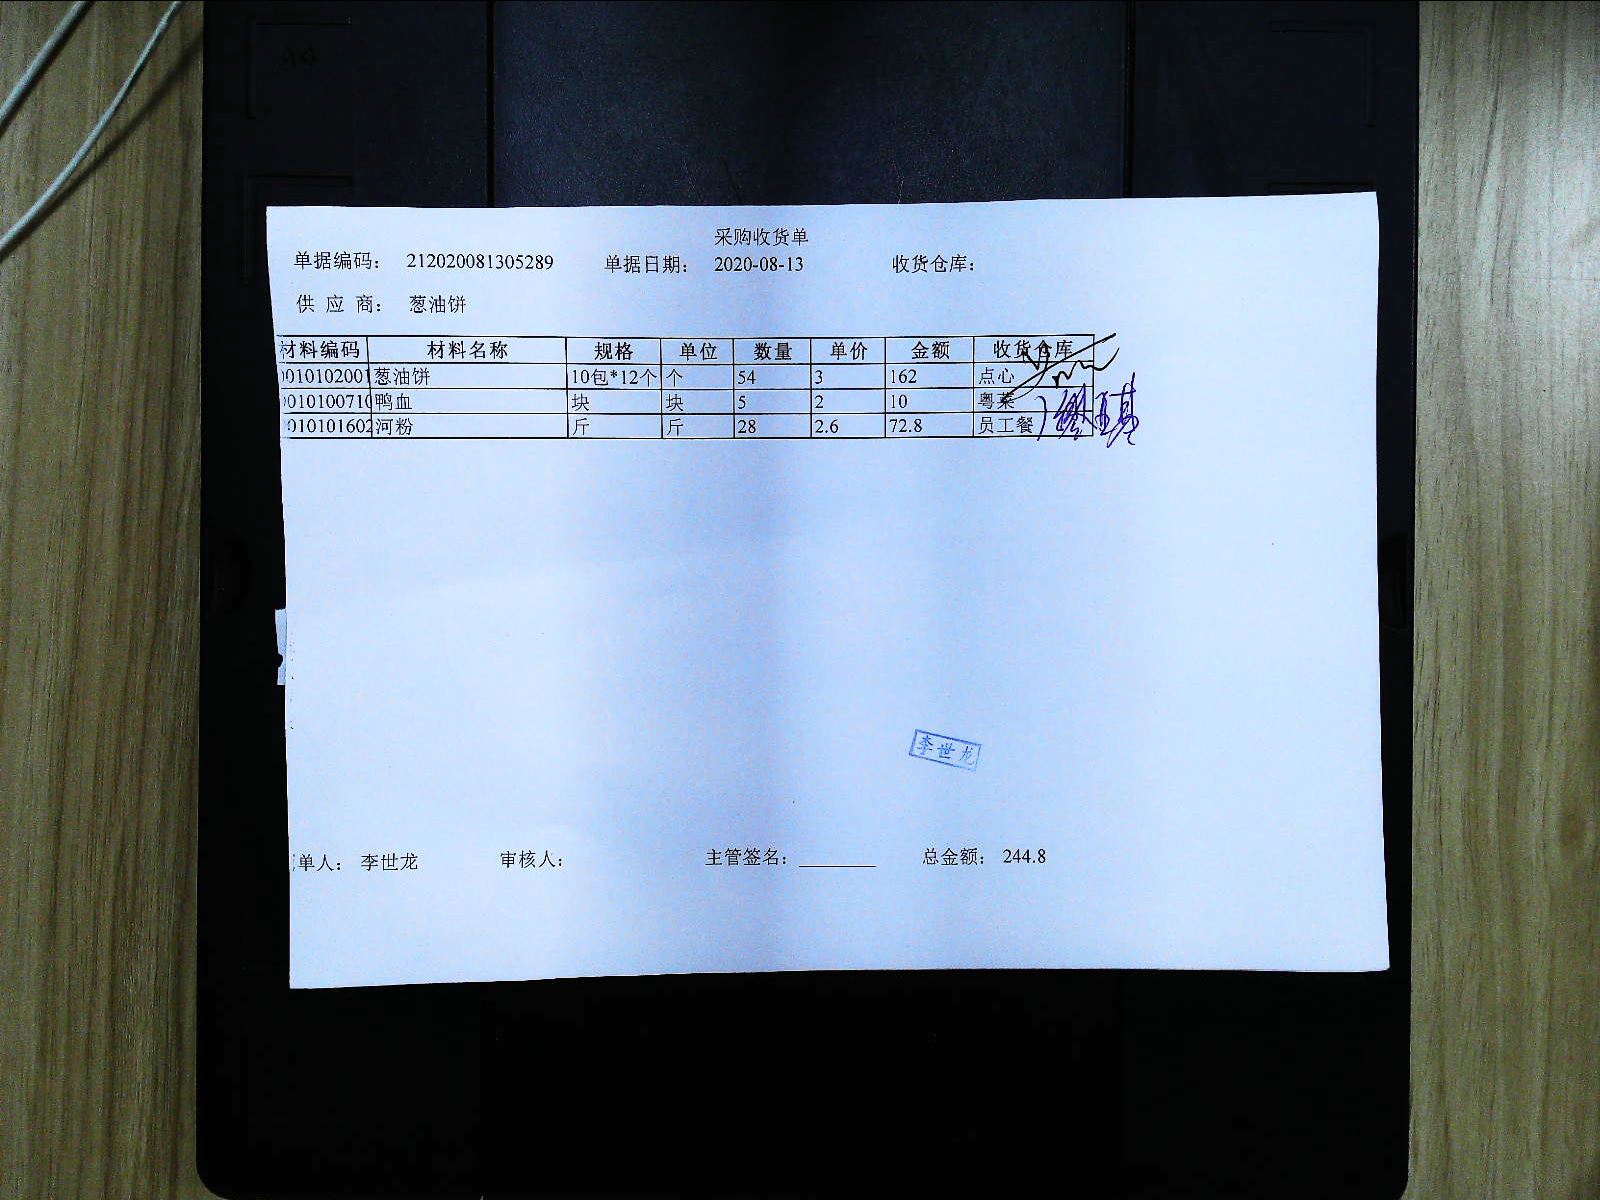 采购收货单
单据编码： 212020081305289 单据日期： 2020-08-13 收货仓库：
供 应 商： 葱油饼
材料编码 材料名称 规格 单位 数量 单价 金额 收货仓库
010102001 葱油饼 10包*12个 个 54 3 162 点心
010100710 鸭血 块 块 5 2 10 粤菜
010101602 河粉 斤 斤 28 2.6 72.8 员工餐
李世龙
单人： 李世龙 审核人： 主管签名： 总金额： 244.8